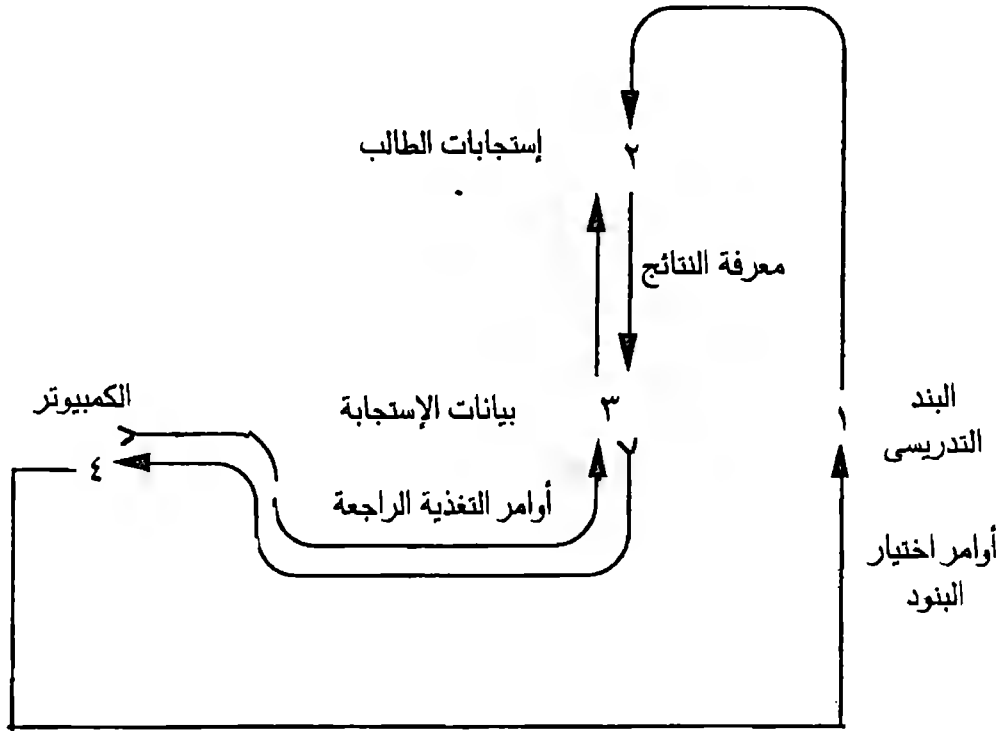 إستجابات الطالب
٢
معرفة النتائج
البند
التدريسى
١
٣
بيانات الإستجابة
الكمبيوتر
٤
أوامر التغذية الراجعة
أوامر اختيار
البنود